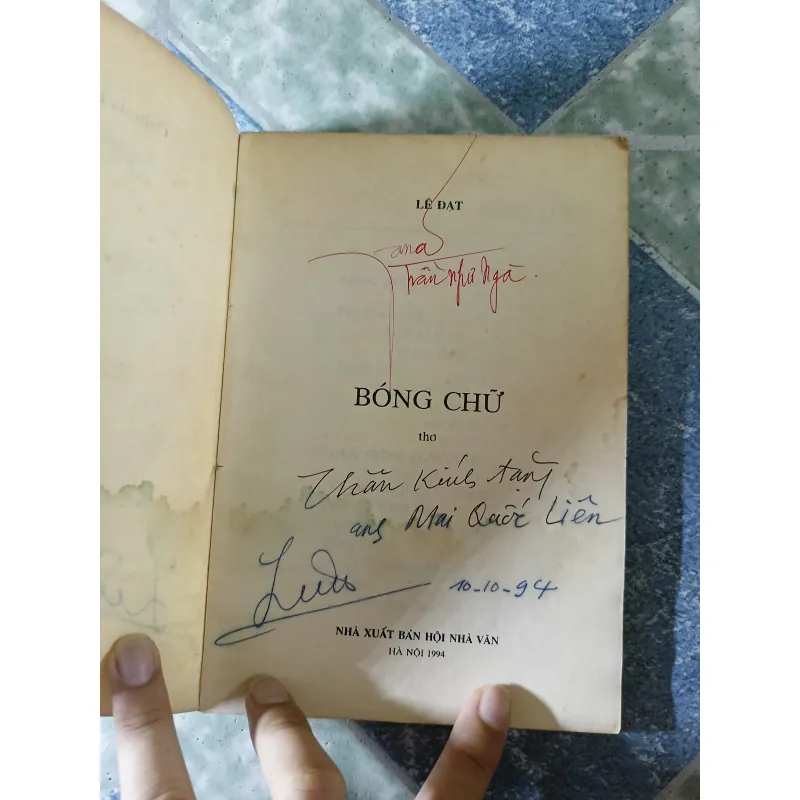 LÊ ĐẠT
Trần Như Ngà.
BÓNG CHỮ
thơ
Thân Kính tặng
anh Mai Quốc Liên
10-10-94
NHÀ XUẤT BẢN HỘI NHÀ VĂN
HÀ NỘI 1994